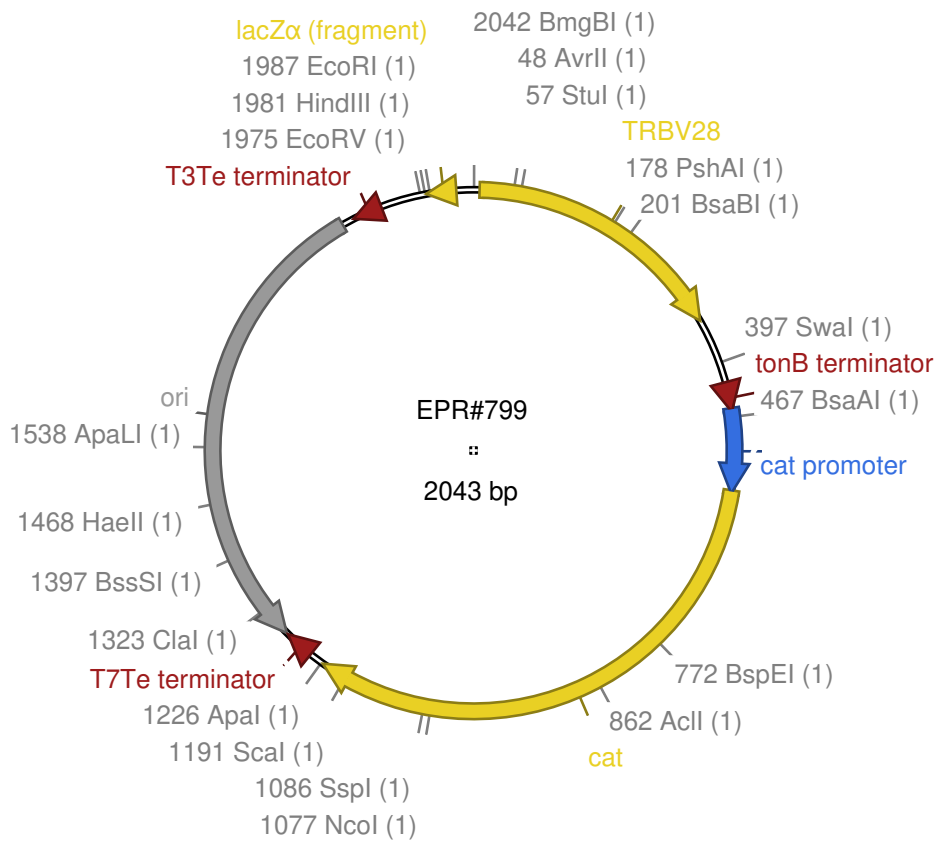 lacZα (fragment)
2042 BmgBI (1)
1987 EcoRI (1)
48 AvrII (1)
1981 HindIII (1)
57 StuI (1)
1975 EcoRV (1)
TRBV28
T3Te terminator
178 PshAI (1)
201 BsaBI (1)
397 SwaI (1)
tonB terminator
ori
467 BsaAI (1)
EPR#799
1538 ApaLI (1)
cat promoter
2043 bp
1468 HaeII (1)
1397 BssSI (1)
1323 ClaI (1)
772 BspEI (1)
T7Te terminator
1226 ApaI (1)
862 AclI (1)
1191 ScaI (1)
cat
1086 SspI (1)
1077 NcoI (1)